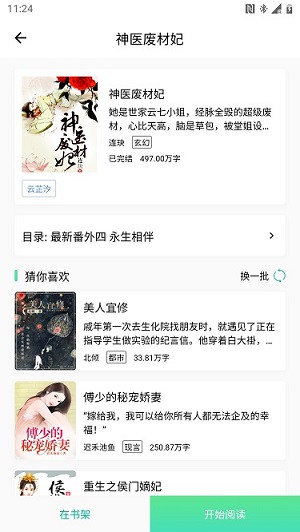 11:24
神医废材妃
神医废材妃
她是世家云七小姐，经脉全毁的超级废
材，心比天高，脑是草包，被堂姐设...
连玦 玄幻
已完结 497.00万字
神医废材妃
云芷汐
目录: 最新番外四 永生相伴
猜你喜欢
换一批
美人宜修
美人宜修
戚年第一次去生化院找朋友时，就遇见了正在
指导学生做实验的纪言信。他穿着白大褂，...
北倾 都市 33.81万字
傅少的秘宠娇妻
傅少的
秘宠娇妻
"嫁给我，我可以给你所有人都无法企及的幸
福！"
迟禾池鱼 现言 250.87万字
重生之侯门嫡妃
在书架
开始阅读